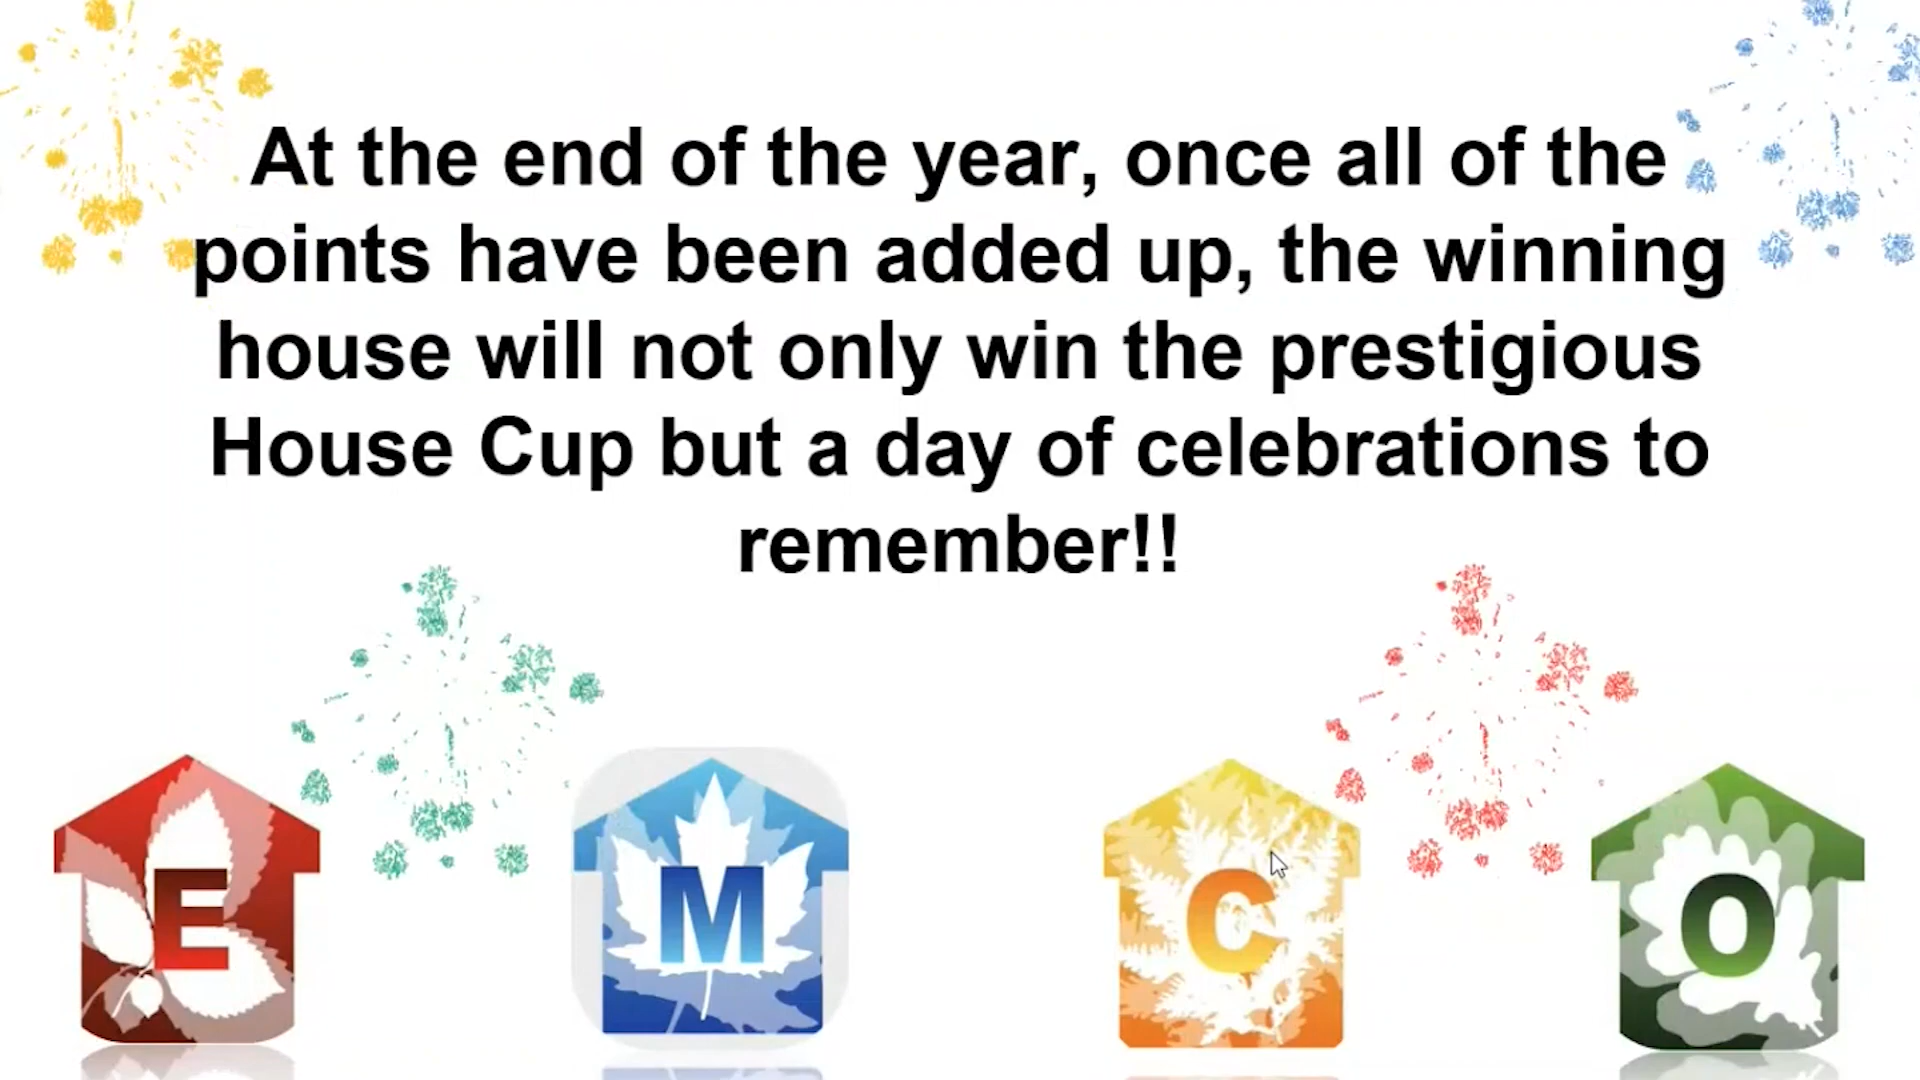 At the end of the year, once all of the
points have been added up, the winning
house will not only win the prestigious
House Cup but a day of celebrations to
remember!!
E M C O